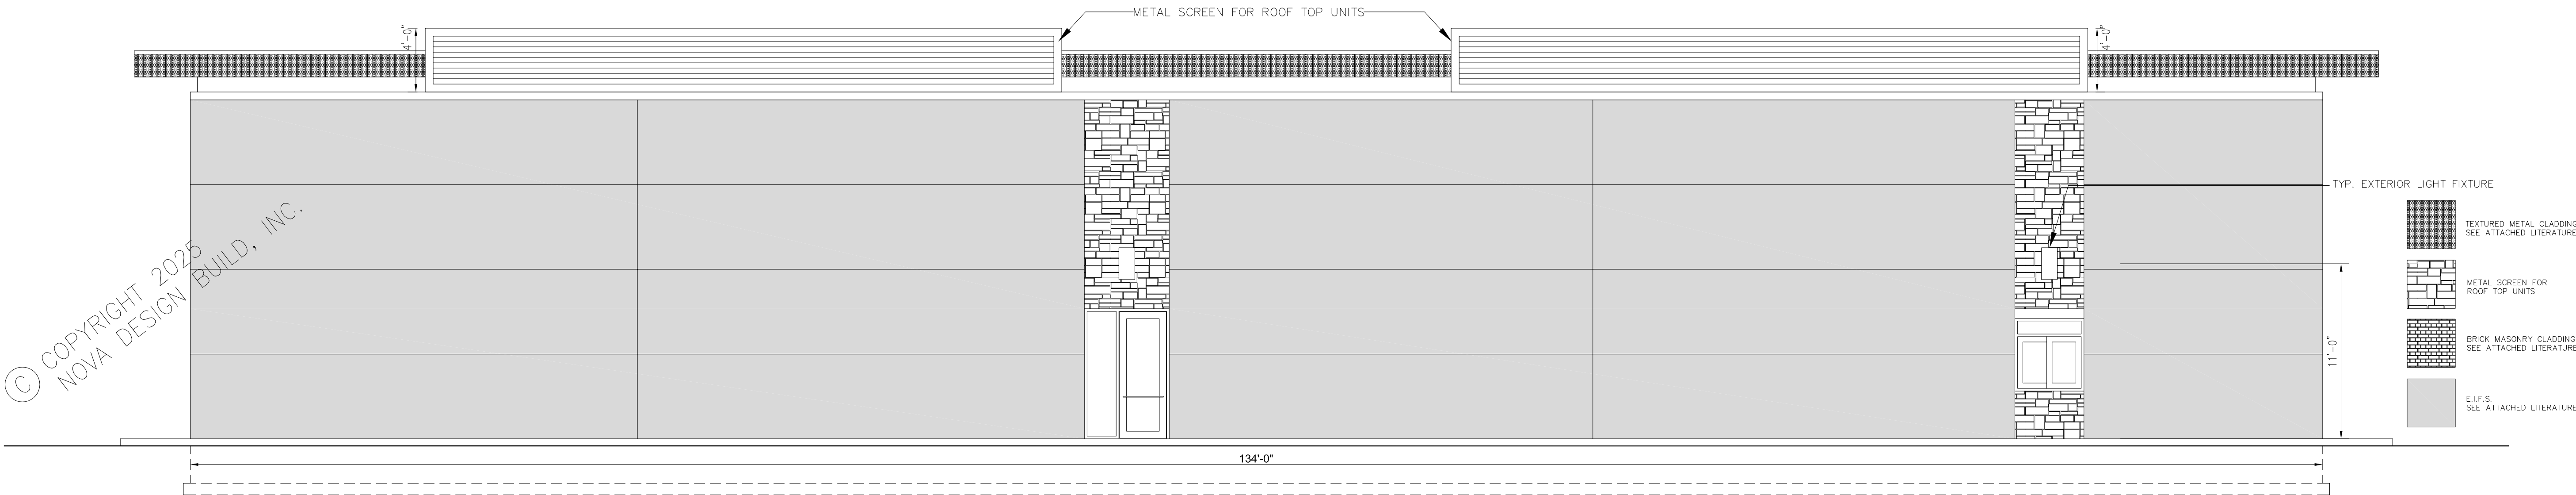 METAL SCREEN FOR ROOF TOP UNITS
4'-0"
4'-0"
TYP. EXTERIOR LIGHT FIXTURE
TEXTURED METAL CLADDING
SEE ATTACHED LITERATURE
METAL SCREEN FOR
ROOF TOP UNITS
BRICK MASONRY CLADDING
SEE ATTACHED LITERATURE
E.I.F.S.
SEE ATTACHED LITERATURE
11'-0"
© COPYRIGHT 2025
NOVA DESIGN BUILD, INC.
134'-0"